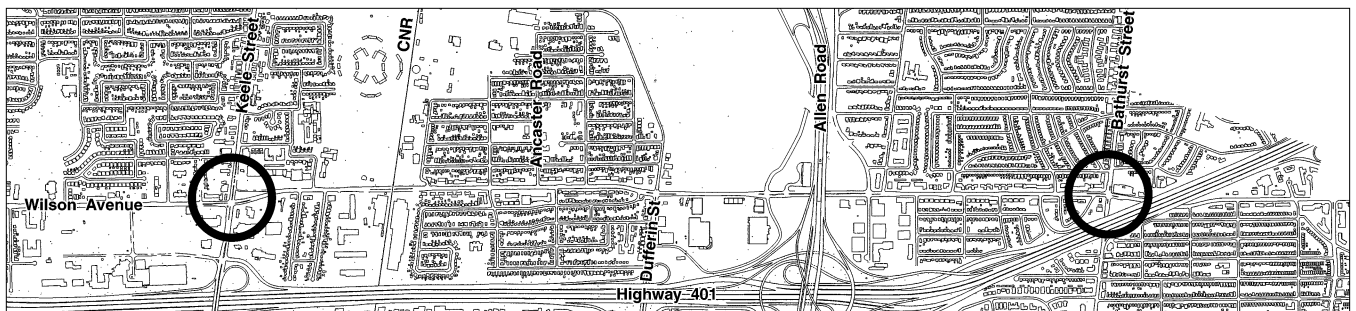 Keele Street
CNR
Ancaster Road
Allen Road
Bathurst Street
Wilson Avenue
Dufferin St.
Highway 401